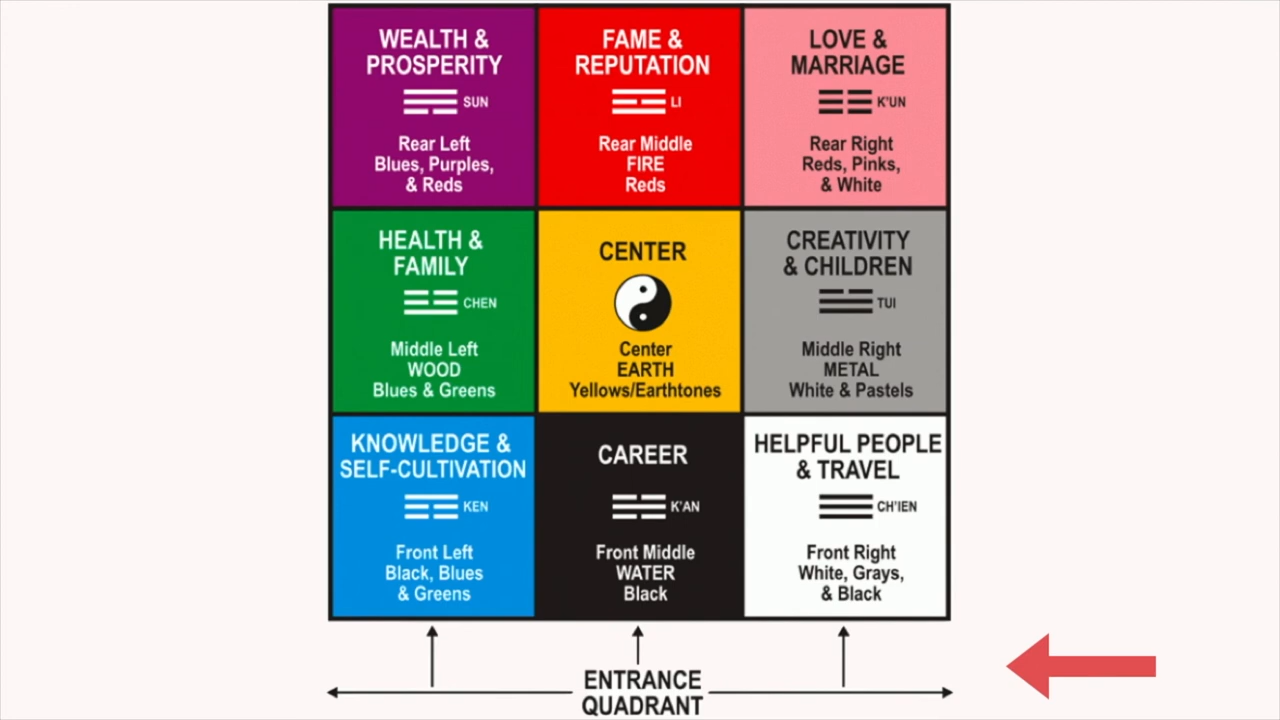 WEALTH &
PROSPERITY
SUN
Rear Left
Blues, Purples,
& Reds
FAME &
REPUTATION
LI
Rear Middle
FIRE
Reds
LOVE &
MARRIAGE
K'UN
Rear Right
Reds, Pinks,
& White
HEALTH &
FAMILY
CHEN
Middle Left
WOOD
Blues & Greens
CENTER
Center
EARTH
Yellows/Earthtones
CREATIVITY
& CHILDREN
TUI
Middle Right
METAL
White & Pastels
KNOWLEDGE &
SELF-CULTIVATION
KEN
Front Left
Black, Blues
& Greens
CAREER
K'AN
Front Middle
WATER
Black
HELPFUL PEOPLE
& TRAVEL
CH'IEN
Front Right
White, Grays,
& Black
ENTRANCE
QUADRANT